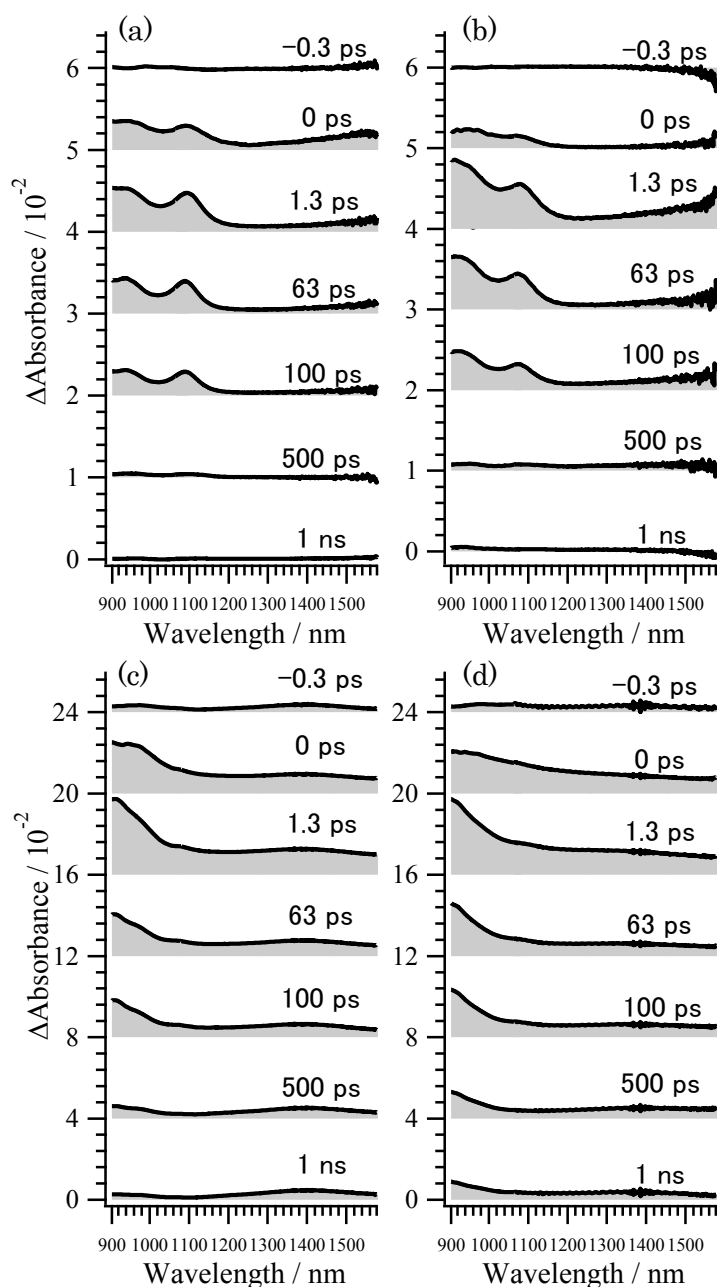 (a)
−0.3 ps
6
0 ps
5
1.3 ps
4
63 ps
3
100 ps
2
500 ps
1
1 ns
0
ΔAbsorbance / 10⁻²
900 1000 1100 1200 1300 1400 1500
Wavelength / nm
(b)
−0.3 ps
6
0 ps
5
1.3 ps
4
63 ps
3
100 ps
2
500 ps
1
1 ns
0
900 1000 1100 1200 1300 1400 1500
Wavelength / nm
(c)
−0.3 ps
24
0 ps
20
1.3 ps
16
63 ps
12
100 ps
8
500 ps
4
1 ns
0
ΔAbsorbance / 10⁻²
900 1000 1100 1200 1300 1400 1500
Wavelength / nm
(d)
−0.3 ps
24
0 ps
20
1.3 ps
16
63 ps
12
100 ps
8
500 ps
4
1 ns
0
900 1000 1100 1200 1300 1400 1500
Wavelength / nm